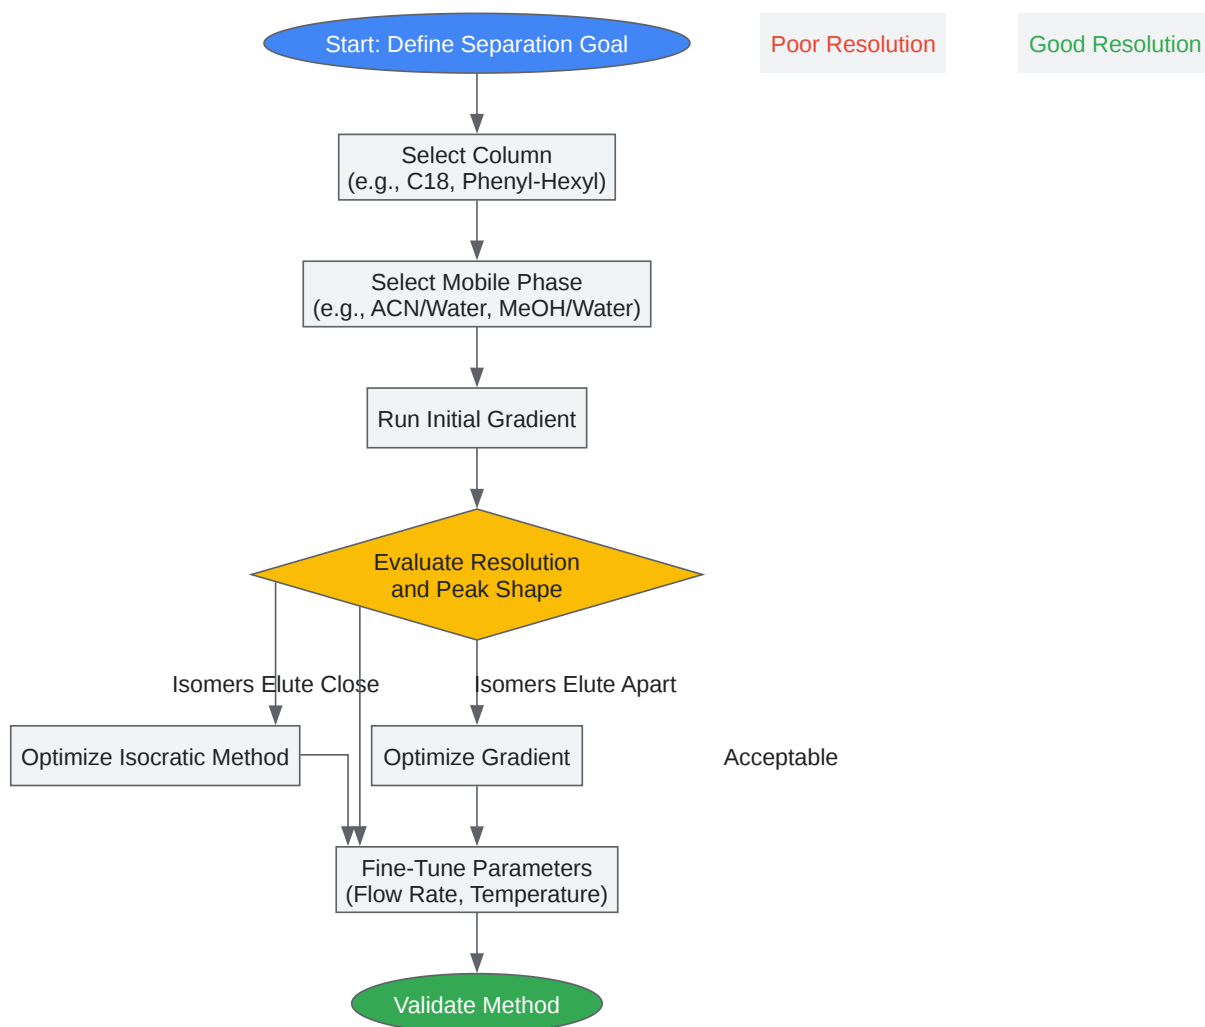 Start: Define Separation Goal
Poor Resolution
Good Resolution
Select Column
(e.g., C18, Phenyl-Hexyl)
Select Mobile Phase
(e.g., ACN/Water, MeOH/Water)
Run Initial Gradient
Evaluate Resolution
and Peak Shape
Isomers Elute Close
Isomers Elute Apart
Optimize Isocratic Method
Optimize Gradient
Acceptable
Fine-Tune Parameters
(Flow Rate, Temperature)
Validate Method